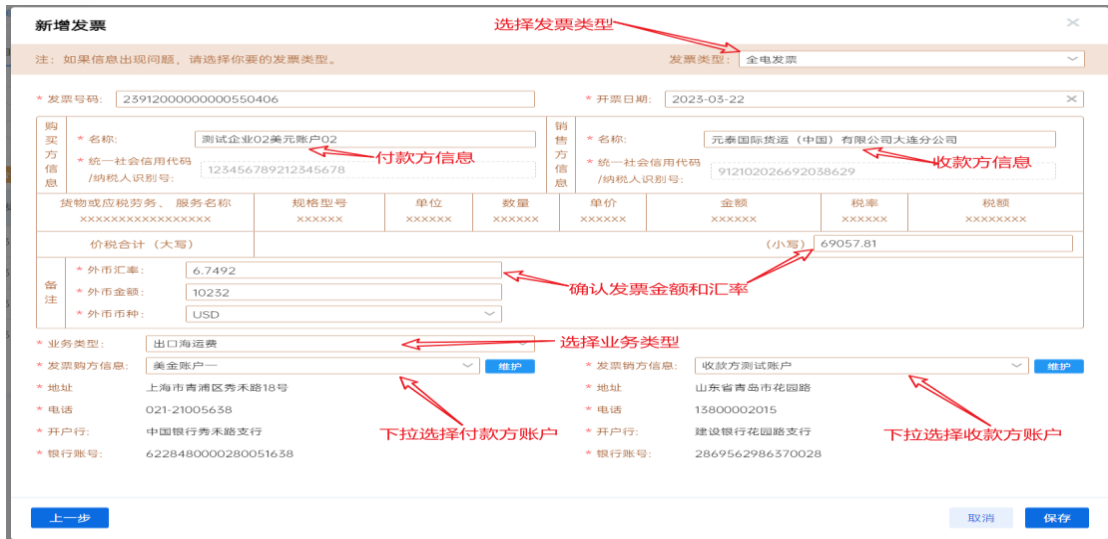 新增发票
选择发票类型
注：如果信息出现问题，请选择你要的发票类型。
发票类型: 全电发票
* 发票号码: 23912000000000550406
* 开票日期: 2023-03-22
购买方信息
* 名称: 测试企业02美元账户02
付款方信息
* 统一社会信用代码/纳税人识别号: 123456789212345678
销售方信息
* 名称: 元泰国际货运（中国）有限公司大连分公司
收款方信息
* 统一社会信用代码/纳税人识别号: 912102026692038629
货物或应税劳务、服务名称 规格型号 单位 数量 单价 金额 税率 税额
xxxxxxxxxxxxxxxxx xxxxxx xxxxxx xxxxxx xxxxxx xxxxxx xxxxxx xxxxxxxx
价税合计（大写） （小写） 69057.81
备注
* 外币汇率: 6.7492
* 外币金额: 10232
确认发票金额和汇率
* 外币币种: USD
* 业务类型: 出口海运费
选择业务类型
* 发票购方信息: 美金账户一 维护
* 发票销方信息: 收款方测试账户 维护
* 地址 上海市青浦区秀禾路18号
* 地址 山东省青岛市花园路
* 电话 021-21005638
* 电话 13800002015
* 开户行: 中国银行秀禾路支行
下拉选择付款方账户
* 开户行: 建设银行花园路支行
下拉选择收款方账户
* 银行账号: 6228480000280051638
* 银行账号: 2869562986370028
上一步 取消 保存